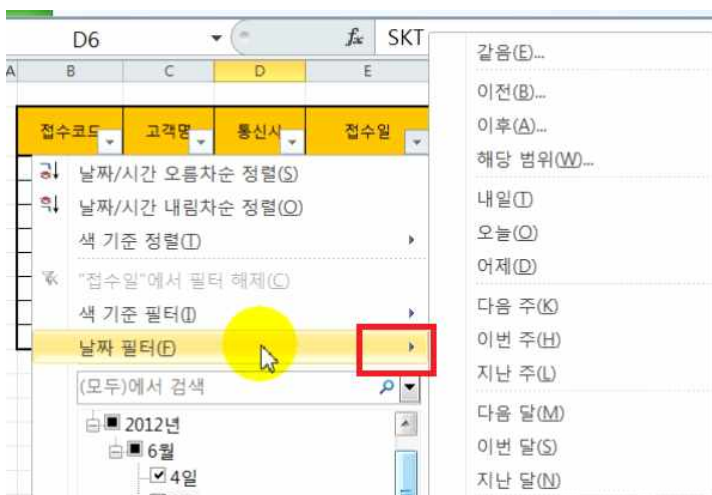 D6
fx SKT
A B C D E
접수코드 고객명 통신사 접수일
날짜/시간 오름차순 정렬(S)
날짜/시간 내림차순 정렬(O)
색 기준 정렬(T)
"접수일"에서 필터 해제(C)
색 기준 필터(I)
날짜 필터(F)
(모두)에서 검색
2012년
6월
4일
같음(E)...
이전(B)...
이후(A)...
해당 범위(W)...
내일(T)
오늘(O)
어제(D)
다음 주(K)
이번 주(H)
지난 주(L)
다음 달(M)
이번 달(S)
지난 달(N)